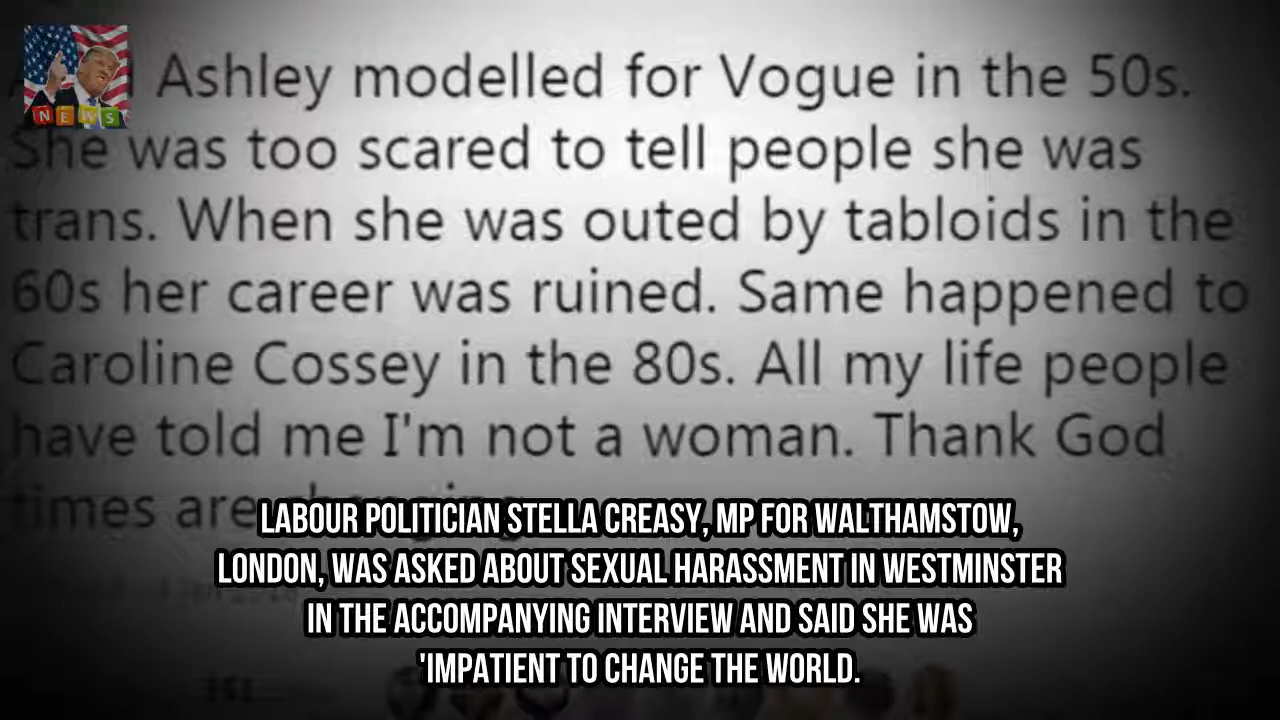 NEWS
Ashley modelled for Vogue in the 50s.
She was too scared to tell people she was
trans. When she was outed by tabloids in the
60s her career was ruined. Same happened to
Caroline Cossey in the 80s. All my life people
have told me I'm not a woman. Thank God
times are
LABOUR POLITICIAN STELLA CREASY, MP FOR WALTHAMSTOW,
LONDON, WAS ASKED ABOUT SEXUAL HARASSMENT IN WESTMINSTER
IN THE ACCOMPANYING INTERVIEW AND SAID SHE WAS
'IMPATIENT TO CHANGE THE WORLD.